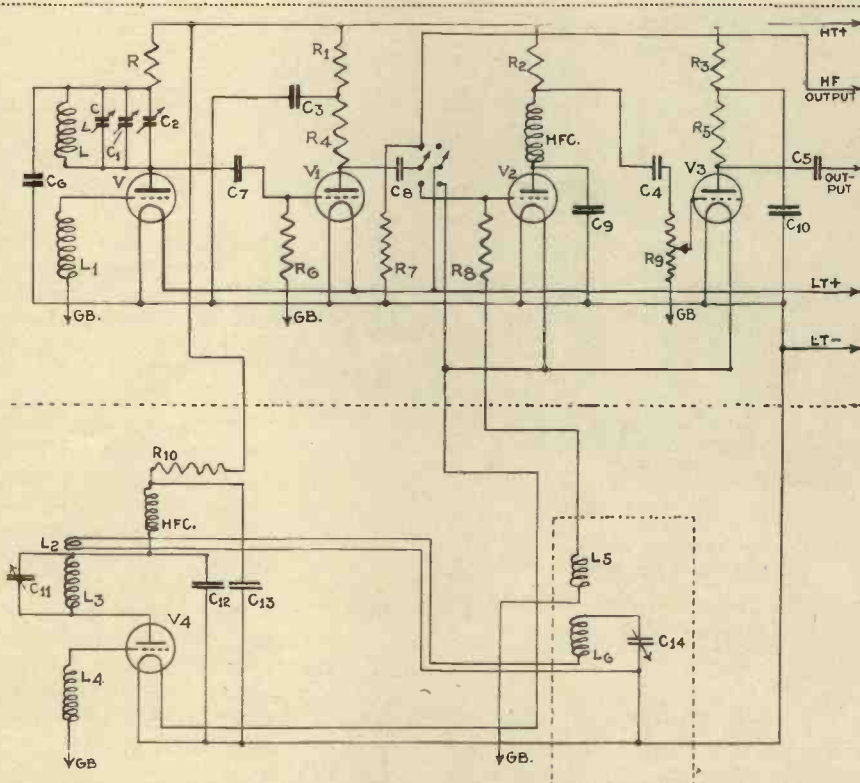 HT+
R
R1
R2
R3
HF
OUTPUT
C3
L
C
L
C1
C2
R4
HFC.
R5
C6
V
C7
V1
C8
V2
C4
V3
C5
OUT-
PUT
L1
R6
R7
R8
C9
R9
C10
LT+
GB.
GB.
GB
LT-
R10
HFC.
L2
C11
L3
C12
C13
L5
V4
L6
C14
L4
GB
GB.